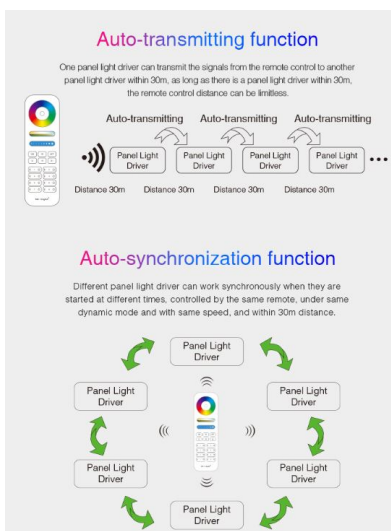 Auto-transmitting function
One panel light driver can transmit the signals from the remote control to another
panel light driver within 30m, as long as there is a panel light driver within 30m,
the remote control distance can be limitless.
Auto-transmitting Auto-transmitting Auto-transmitting
Panel Light Driver
Panel Light Driver
Panel Light Driver
Panel Light Driver
Distance 30m Distance 30m Distance 30m Distance 30m
Auto-synchronization function
Different panel light driver can work synchronously when they are
started at different times, controlled by the same remote, under same
dynamic mode and with same speed, and within 30m distance.
Panel Light
Driver
Panel Light
Driver
Panel Light
Driver
Panel Light
Driver
Panel Light
Driver
Panel Light
Driver